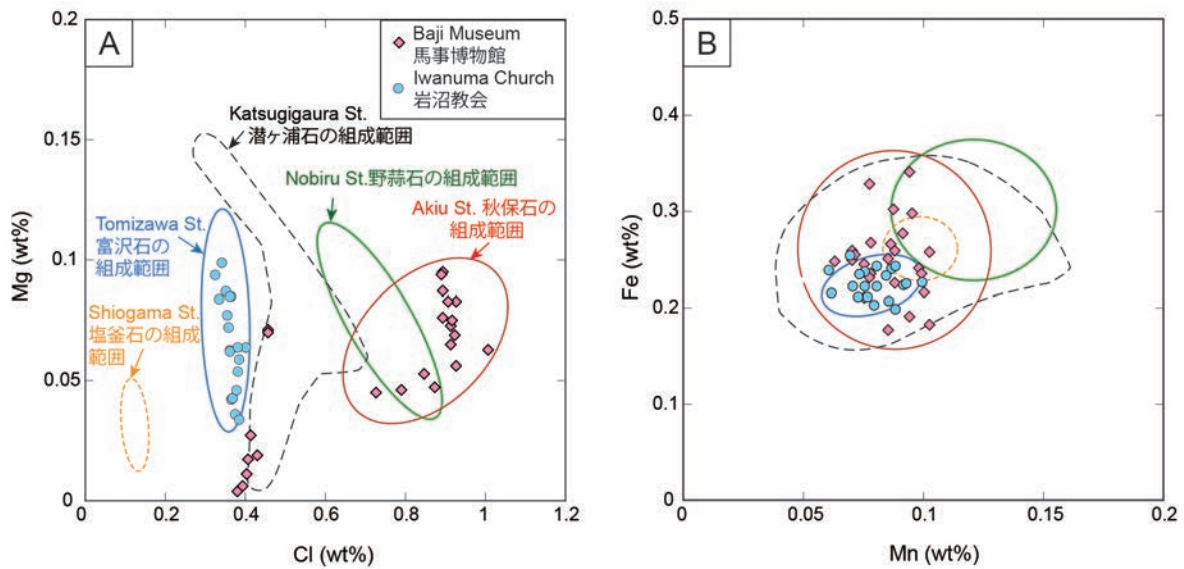 A
Baji Museum
馬事博物館
Iwanuma Church
岩沼教会
Katsugigaura St.
潜ヶ浦石の組成範囲
Nobiru St.野蒜石の組成範囲
Akiu St. 秋保石の
組成範囲
Tomizawa St.
富沢石の
組成範囲
Shiogama St.
塩釜石の組成
範囲
Mg (wt%)
0.2
0.15
0.1
0.05
0
0
0.2
0.4
0.6
0.8
1
1.2
Cl (wt%)
B
Fe (wt%)
0.5
0.4
0.3
0.2
0.1
0
0
0.05
0.1
0.15
0.2
Mn (wt%)